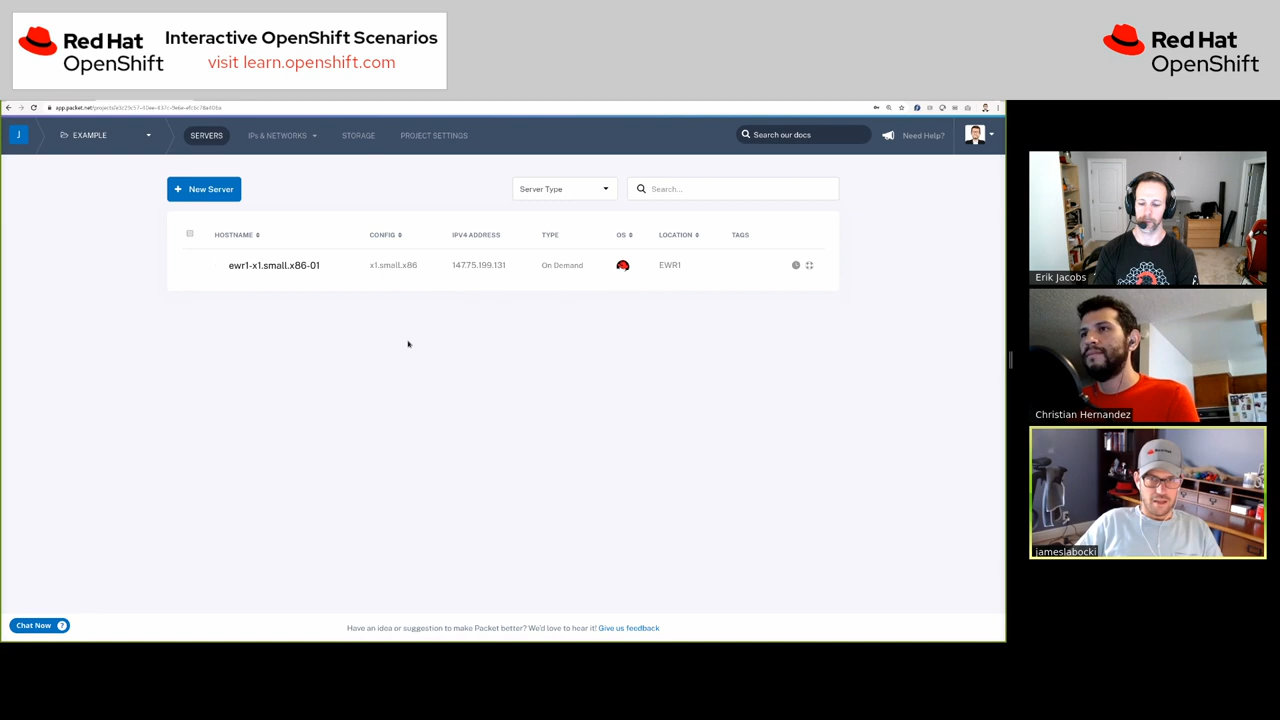 Red Hat
OpenShift
Interactive OpenShift Scenarios
visit learn.openshift.com
Red Hat
OpenShift
J
EXAMPLE
SERVERS
IPs & NETWORKS
STORAGE
PROJECT SETTINGS
Search our docs
Need Help?
+ New Server
Server Type
Search...
HOSTNAME CONFIG IPV4 ADDRESS TYPE OS LOCATION TAGS
ewr1-x1.small.x86-01 x1.small.x86 147.75.199.131 On Demand EWR1
Chat Now ?
Have an idea or suggestion to make Packet better? We'd love to hear it! Give us feedback
Erik Jacobs
Christian Hernandez
Red Hat
jameslabocki